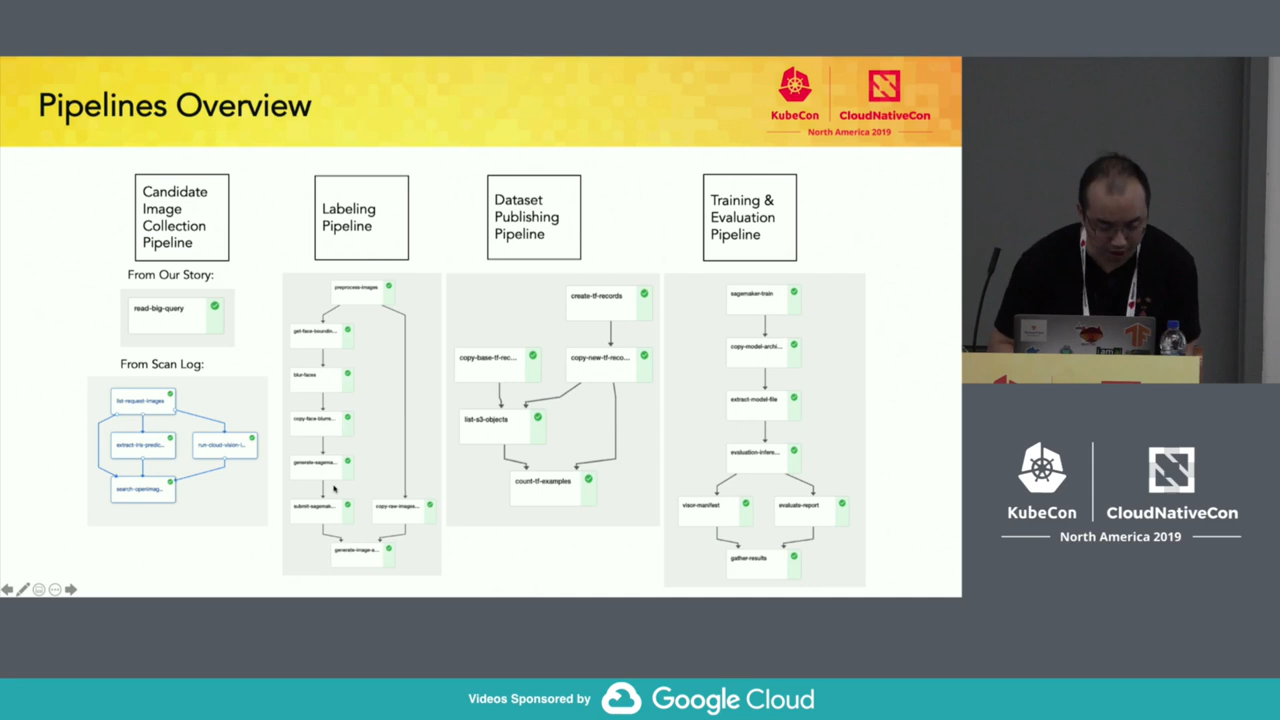 Pipelines Overview
KubeCon
CloudNativeCon
North America 2019
Candidate
Image
Collection
Pipeline
From Our Story:
read-big-query
From Scan Log:
list-request-images
extract-iris-predic...
run-cloud-vision-i...
search-openimag...
Labeling
Pipeline
preprocess-images
get-face-boundin...
blur-faces
copy-face-blurre...
generate-sagema...
submit-sagemak...
copy-raw-images...
generate-image-a...
Dataset
Publishing
Pipeline
create-tf-records
copy-base-tf-rec...
copy-new-tf-reco...
list-s3-objects
count-tf-examples
Training &
Evaluation
Pipeline
sagemaker-train
copy-model-archi...
extract-model-file
evaluation-infere...
visor-manifest
evaluate-report
gather-results
KubeCon
CloudNativeCon
North America 2019
Videos Sponsored by
Google Cloud